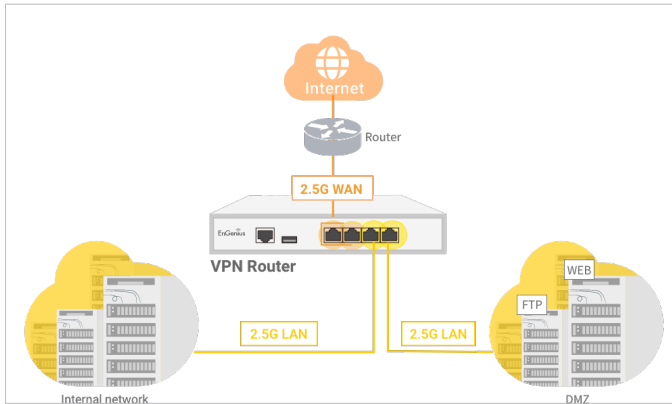 Internet
Router
2.5G WAN
EnGenius
VPN Router
WEB
FTP
2.5G LAN
2.5G LAN
Internal network
DMZ